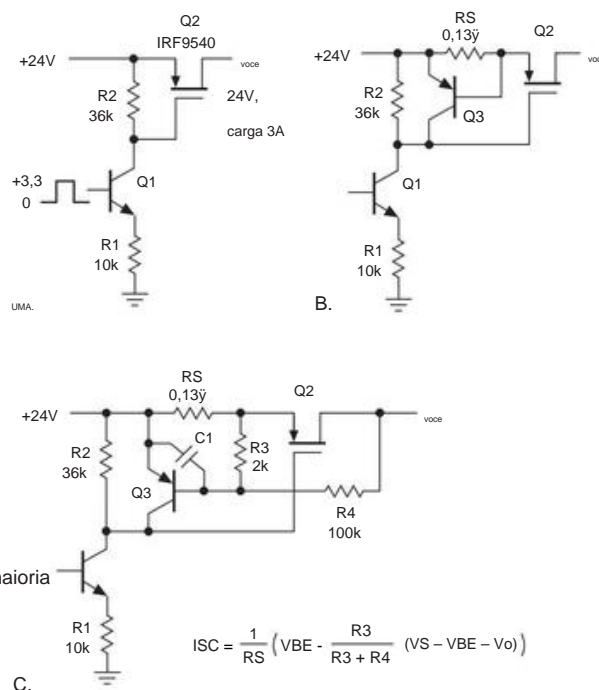 Q2
IRF9540
+24V
voce
R2
36k
24V,
carga 3A
+3,3
0
Q1
R1
10k
UMA.
RS
0,13ÿ
Q2
+24V
voce
R2
36k
Q3
Q1
R1
10k
B.
RS
0,13ÿ
Q2
+24V
voce
C1
R2
36k
R3
2k
Q3
R4
100k
R1
10k
ISC = 1/RS (VBE - R3/(R3 + R4) (VS – VBE – Vo))
C.